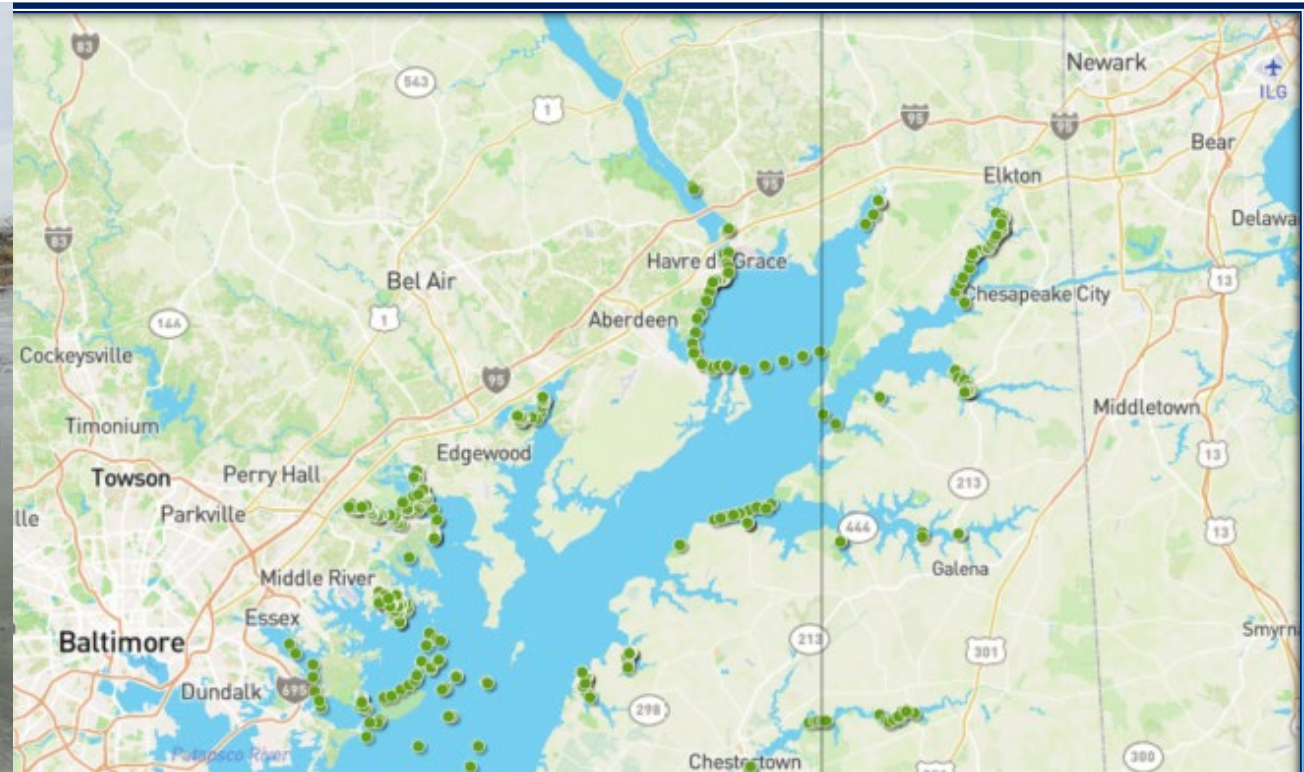 83
543
1
Newark
ILG
95
95
Bear
95
Elkton
83
Delawa
Havre d Grace
Bel Air
13
Chesapeake City
1
Aberdeen
144
Cockeysville
95
Middletown
Timonium
Edgewood
13
Towson
Perry Hall
213
lle
Parkville
444
13
Galena
Middle River
Essex
Smyrn
Baltimore
213
301
Dundalk
695
298
Patapsco River
Chestertown
300